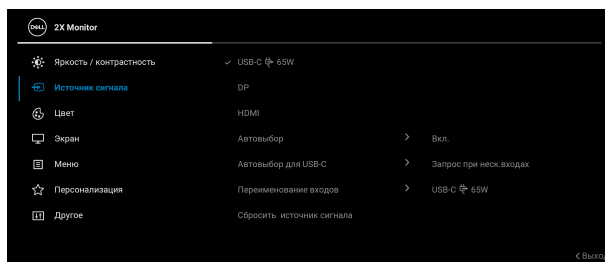 DELL 2X Monitor
Яркость / контрастность ✓ USB-C 65W
Источник сигнала DP
Цвет HDMI
Экран Автовыбор > Вкл.
Меню Автовыбор для USB-C > Запрос при неск.входах
Персонализация Переименование входов > USB-C 65W
Другое Сбросить источник сигнала
< Выход